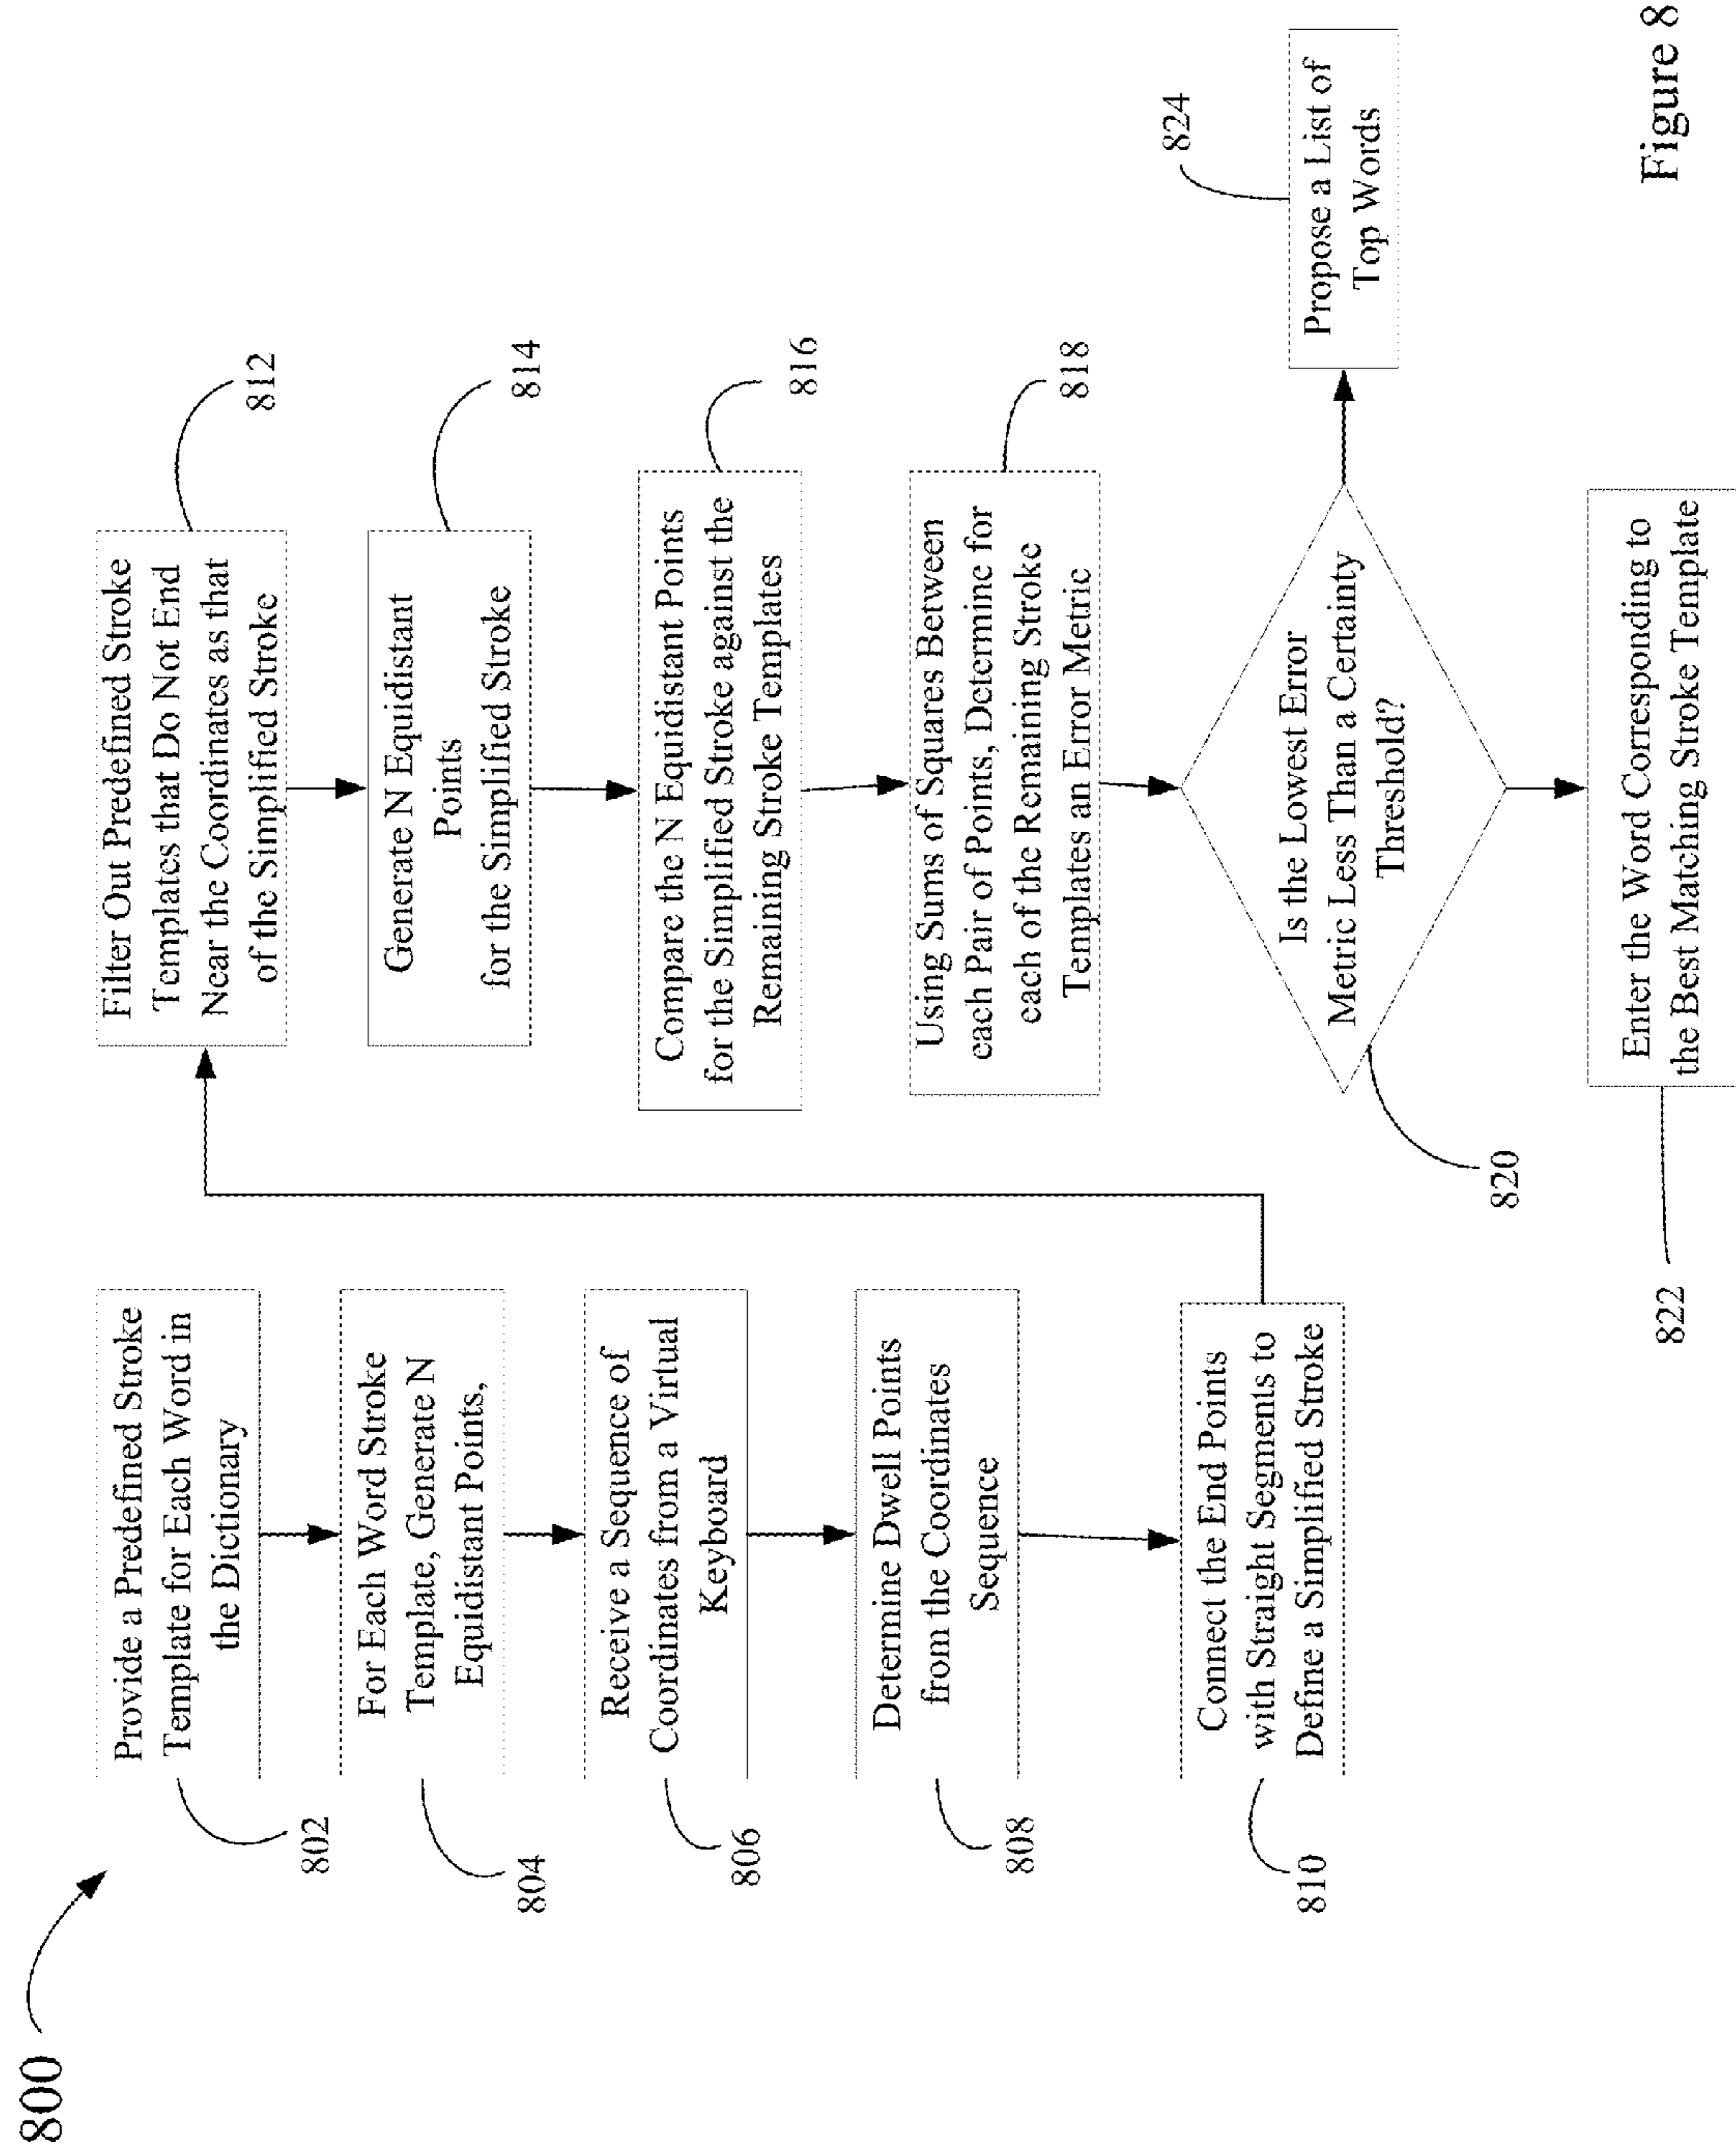 800
Provide a Predefined Stroke
Template for Each Word in
the Dictionary
802
For Each Word Stroke
Template, Generate N
Equidistant Points,
804
Receive a Sequence of
Coordinates from a Virtual
Keyboard
806
Determine Dwell Points
from the Coordinates
Sequence
808
Connect the End Points
with Straight Segments to
Define a Simplified Stroke
810
Filter Out Predefined Stroke
Templates that Do Not End
Near the Coordinates as that
of the Simplified Stroke
812
Generate N Equidistant
Points
for the Simplified Stroke
814
Compare the N Equidistant Points
for the Simplified Stroke against the
Remaining Stroke Templates
816
Using Sums of Squares Between
each Pair of Points, Determine for
each of the Remaining Stroke
Templates an Error Metric
818
Is the Lowest Error
Metric Less Than a Certainty
Threshold?
820
Enter the Word Corresponding to
the Best Matching Stroke Template
822
Propose a List of
Top Words
824
Figure 8